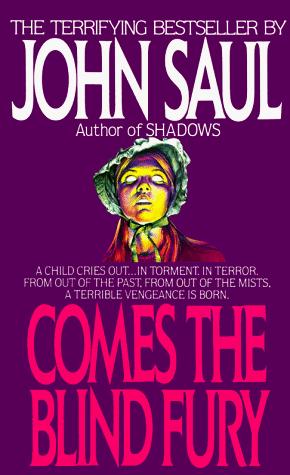 THE TERRIFYING BESTSELLER BY
JOHN SAUL
Author of SHADOWS
A CHILD CRIES OUT...IN TORMENT. IN TERROR.
FROM OUT OF THE PAST, FROM OUT OF THE MISTS,
A TERRIBLE VENGEANCE IS BORN.
COMES THE
BLIND FURY